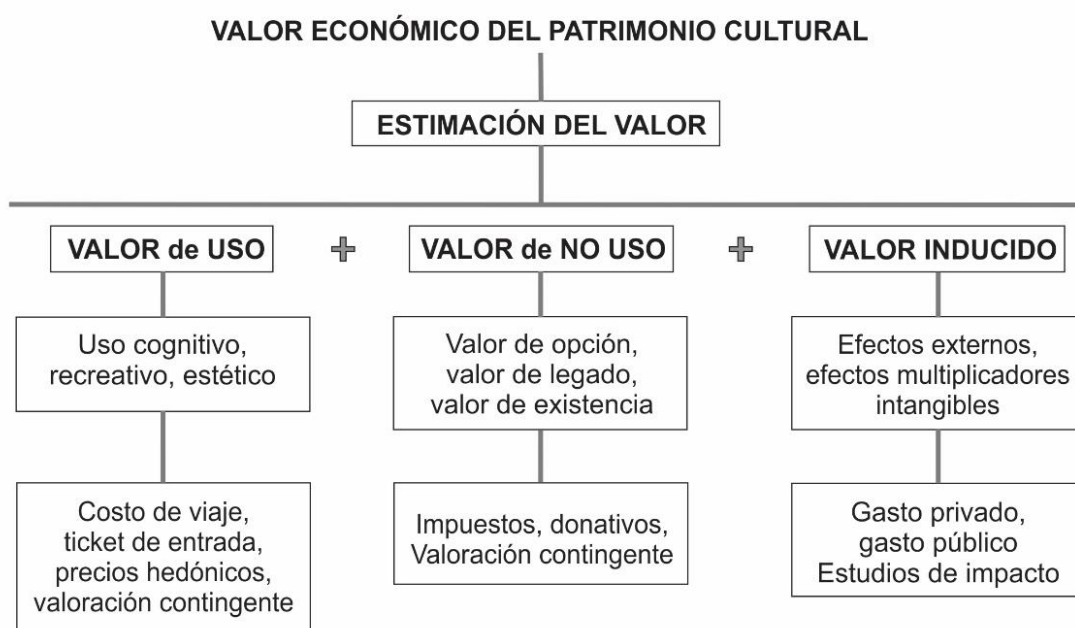 VALOR ECONÓMICO DEL PATRIMONIO CULTURAL
ESTIMACIÓN DEL VALOR
VALOR de USO + VALOR de NO USO + VALOR INDUCIDO
Uso cognitivo,
recreativo, estético
Valor de opción,
valor de legado,
valor de existencia
Efectos externos,
efectos multiplicadores
intangibles
Costo de viaje,
ticket de entrada,
precios hedónicos,
valoración contingente
Impuestos, donativos,
Valoración contingente
Gasto privado,
gasto público
Estudios de impacto